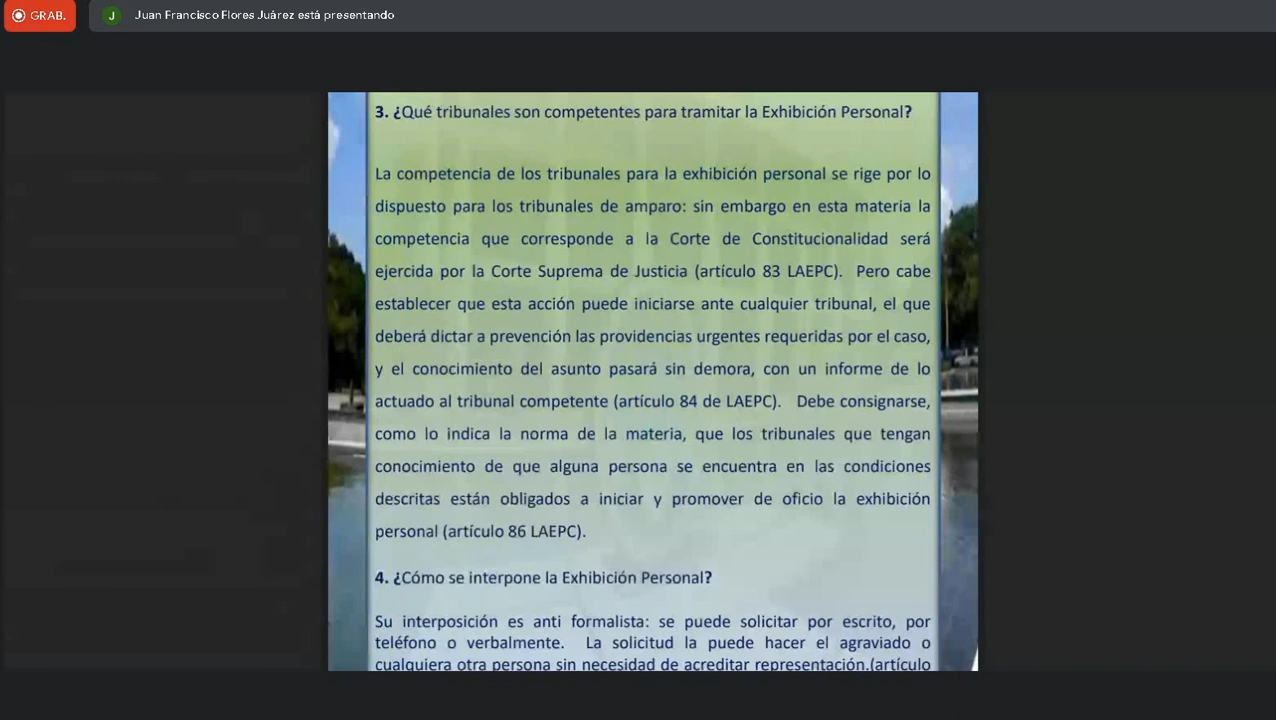 GRAB.
J
Juan Francisco Flores Juárez está presentando
3. ¿Qué tribunales son competentes para tramitar la Exhibición Personal?
La competencia de los tribunales para la exhibición personal se rige por lo
dispuesto para los tribunales de amparo: sin embargo en esta materia la
competencia que corresponde a la Corte de Constitucionalidad será
ejercida por la Corte Suprema de Justicia (artículo 83 LAEPC). Pero cabe
establecer que esta acción puede iniciarse ante cualquier tribunal, el que
deberá dictar a prevención las providencias urgentes requeridas por el caso,
y el conocimiento del asunto pasará sin demora, con un informe de lo
actuado al tribunal competente (artículo 84 de LAEPC). Debe consignarse,
como lo indica la norma de la materia, que los tribunales que tengan
conocimiento de que alguna persona se encuentra en las condiciones
descritas están obligados a iniciar y promover de oficio la exhibición
personal (artículo 86 LAEPC).
4. ¿Cómo se interpone la Exhibición Personal?
Su interposición es anti formalista: se puede solicitar por escrito, por
teléfono o verbalmente. La solicitud la puede hacer el agraviado o
cualquiera otra persona sin necesidad de acreditar representación.(artículo